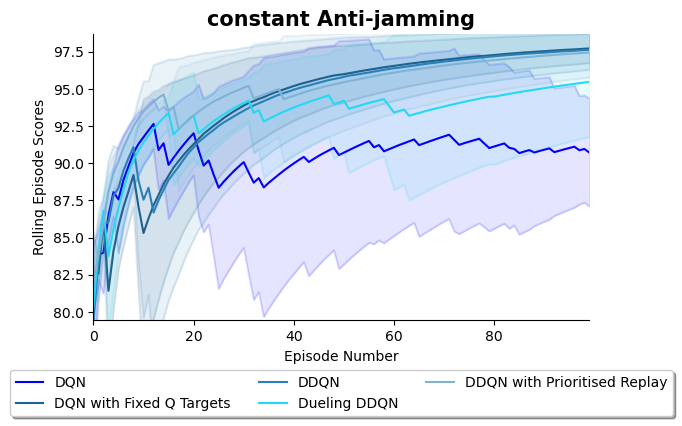 constant Anti-jamming
97.5
95.0
92.5
90.0
87.5
85.0
82.5
80.0
Rolling Episode Scores
0 20 40 60 80
Episode Number
DQN DDQN DDQN with Prioritised Replay
DQN with Fixed Q Targets Dueling DDQN